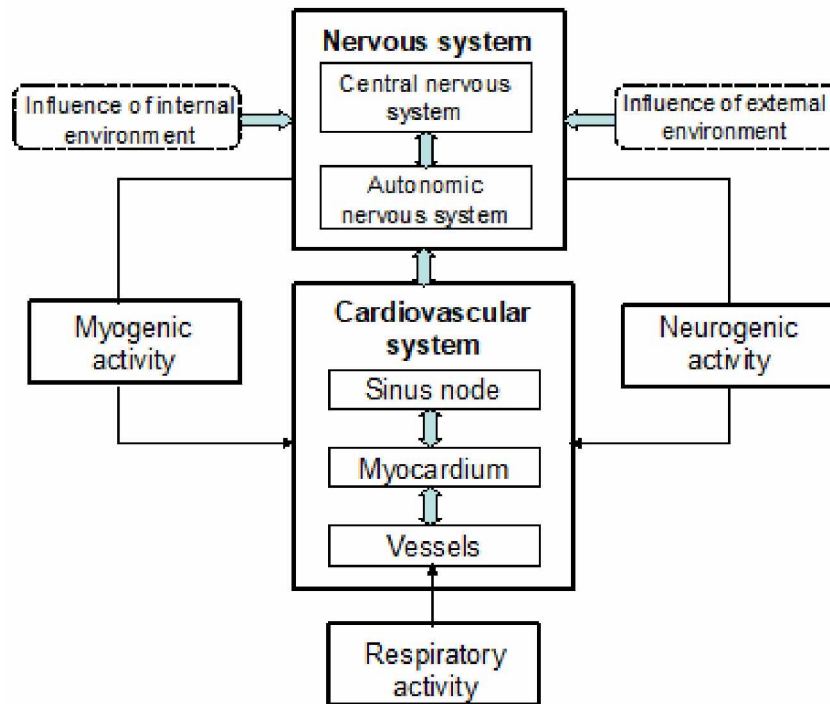 Nervous system
Central nervous
system
Influence of internal
environment
Influence of external
environment
Autonomic
nervous system
Myogenic
activity
Cardiovascular
system
Neurogenic
activity
Sinus node
Myocardium
Vessels
Respiratory
activity